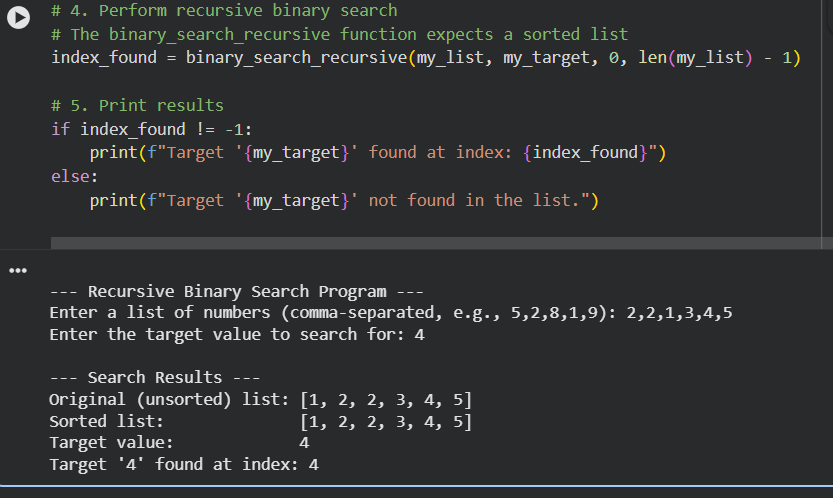 # 4. Perform recursive binary search
# The binary_search_recursive function expects a sorted list
index_found = binary_search_recursive(my_list, my_target, 0, len(my_list) - 1)
# 5. Print results
if index_found != -1:
    print(f"Target '{my_target}' found at index: {index_found}")
else:
    print(f"Target '{my_target}' not found in the list.")
--- Recursive Binary Search Program ---
Enter a list of numbers (comma-separated, e.g., 5,2,8,1,9): 2,2,1,3,4,5
Enter the target value to search for: 4
--- Search Results ---
Original (unsorted) list: [1, 2, 2, 3, 4, 5]
Sorted list:              [1, 2, 2, 3, 4, 5]
Target value:             4
Target '4' found at index: 4